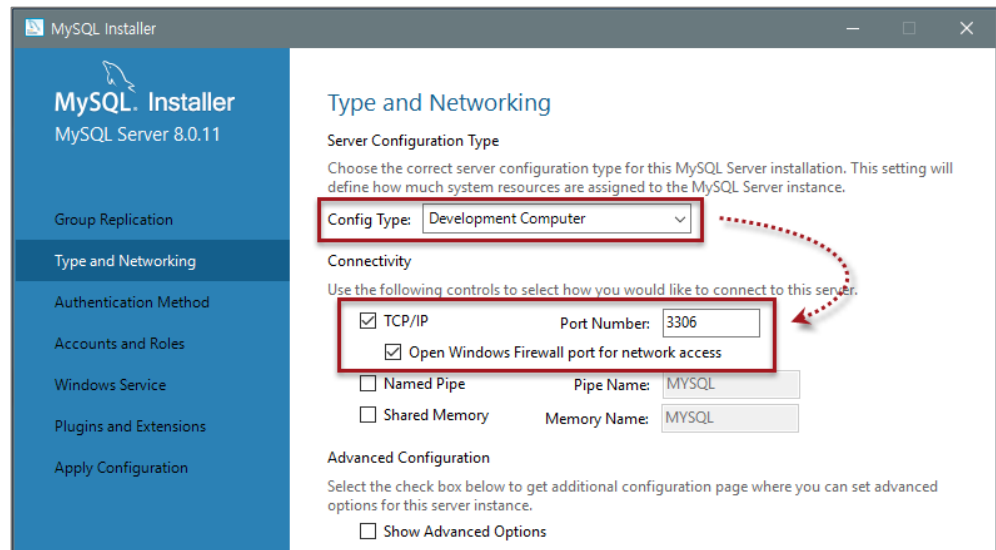 MySQL Installer
MySQL. Installer
MySQL Server 8.0.11
Group Replication
Type and Networking
Authentication Method
Accounts and Roles
Windows Service
Plugins and Extensions
Apply Configuration
Type and Networking
Server Configuration Type
Choose the correct server configuration type for this MySQL Server installation. This setting will
define how much system resources are assigned to the MySQL Server instance.
Config Type: Development Computer
Connectivity
Use the following controls to select how you would like to connect to this server.
TCP/IP Port Number: 3306
Open Windows Firewall port for network access
Named Pipe Pipe Name: MYSQL
Shared Memory Memory Name: MYSQL
Advanced Configuration
Select the check box below to get additional configuration page where you can set advanced
options for this server instance.
Show Advanced Options